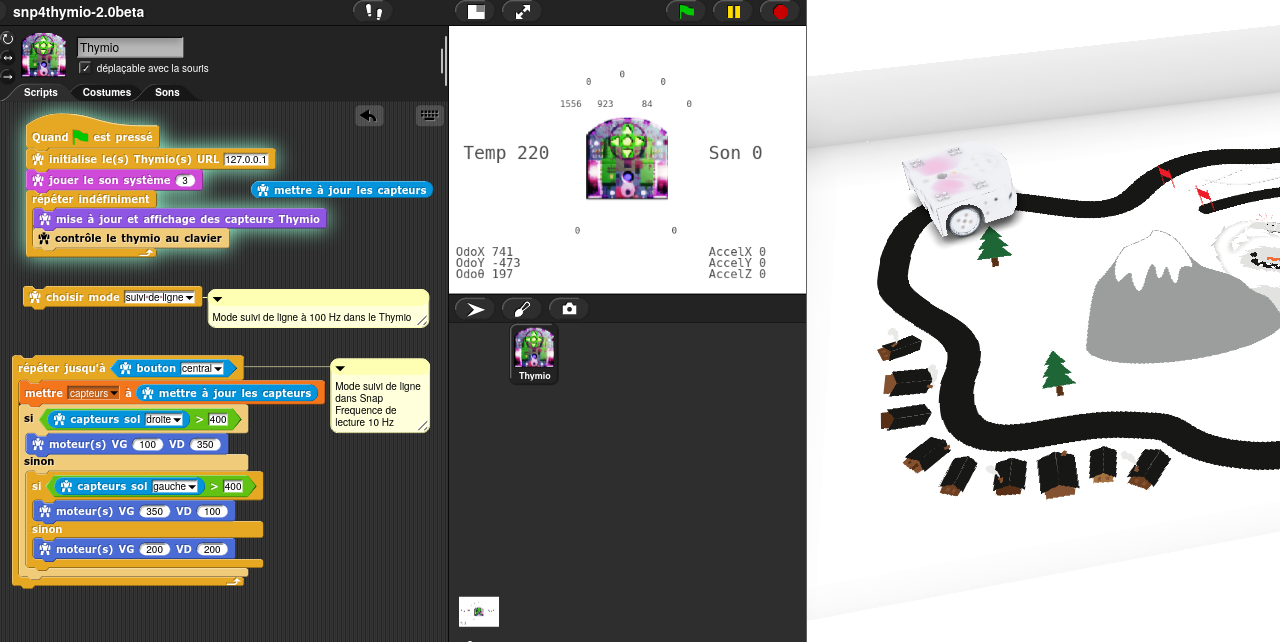 snp4thymio-2.0beta
Thymio
déplaçable avec la souris
Scripts
Costumes
Sons
Quand est pressé
initialise le(s) Thymio(s) URL 127.0.0.1
jouer le son système 3
mettre à jour les capteurs
répéter indéfiniment
mise à jour et affichage des capteurs Thymio
contrôle le thymio au clavier
choisir mode suivi-de-ligne
Mode suivi de ligne à 100 Hz dans le Thymio
répéter jusqu'à bouton central
mettre capteurs à mettre à jour les capteurs
si capteurs sol droite > 400
moteur(s) VG 100 VD 350
sinon
si capteurs sol gauche > 400
moteur(s) VG 350 VD 100
sinon
moteur(s) VG 200 VD 200
Mode suivi de ligne
dans Snap
Frequence de
lecture 10 Hz
0
0
0
1556 923 84 0
Temp 220
Son 0
0
0
OdoX 741
OdoY -473
Odoθ 197
AccelX 0
AccelY 0
AccelZ 0
Thymio